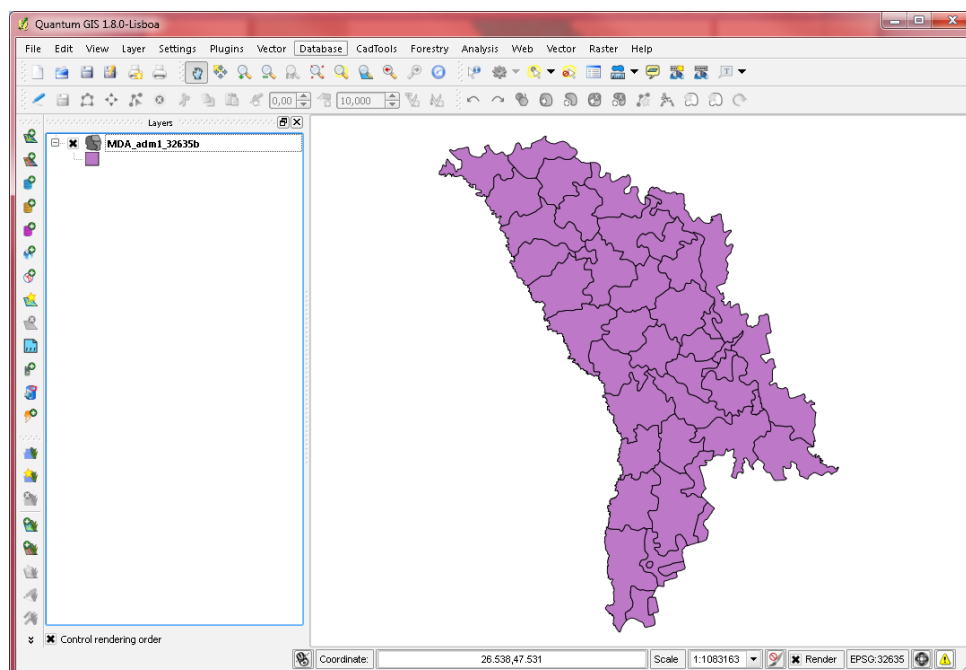 Quantum GIS 1.8.0-Lisboa
File Edit View Layer Settings Plugins Vector Database CadTools Forestry Analysis Web Vector Raster Help
0,00 10,000
Layers
MDA_adm1_32635b
Control rendering order
Coordinate: 26.538,47.531 Scale 1:1083163 Render EPSG:32635